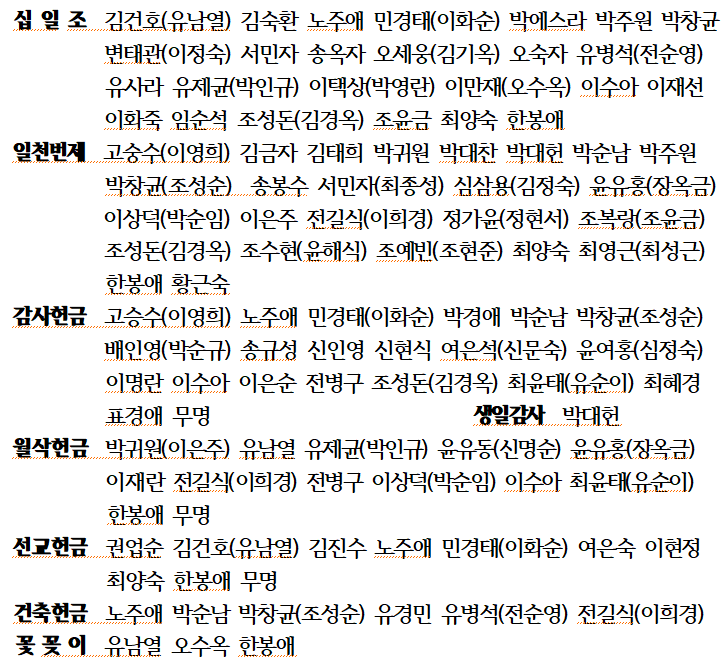 십 일 조 김건호(유남열) 김숙환 노주애 민경태(이화순) 박에스라 박주원 박창균
변태관(이정숙) 서민자 송옥자 오세웅(김기옥) 오숙자 유병석(전순영)
유사라 유제균(박인규) 이택상(박영란) 이만재(오수옥) 이수아 이재선
이화죽 임순석 조성돈(김경옥) 조윤금 최양숙 한봉애
일천번제 고숭수(이영희) 김금자 김태희 박귀원 박대찬 박대헌 박순남 박주원
박창균(조성순) 송봉수 서민자(최종성) 심삼용(김정숙) 윤유홍(장옥금)
이상덕(박순임) 이은주 전길식(이희경) 정가윤(정현서) 조복랑(조윤금)
조성돈(김경옥) 조수현(윤해식) 조예빈(조현준) 최양숙 최영근(최성근)
한봉애 황근숙
감사헌금 고승수(이영희) 노주애 민경태(이화순) 박경애 박순남 박창균(조성순)
배인영(박순규) 송규성 신인영 신현식 여은석(신문숙) 윤여홍(심정숙)
이명란 이수아 이은순 전병구 조성돈(김경옥) 최윤태(유순이) 최혜경
표경애 무명 생일감사 박대헌
월삭헌금 박귀원(이은주) 유남열 유제균(박인규) 윤유동(신명순) 윤유홍(장옥금)
이재란 전길식(이희경) 전병구 이상덕(박순임) 이수아 최윤태(유순이)
한봉애 무명
선교헌금 권업순 김건호(유남열) 김진수 노주애 민경태(이화순) 여은숙 이현정
최양숙 한봉애 무명
건축헌금 노주애 박순남 박창균(조성순) 유경민 유병석(전순영) 전길식(이희경)
꽃 꽂 이 유남열 오수옥 한봉애